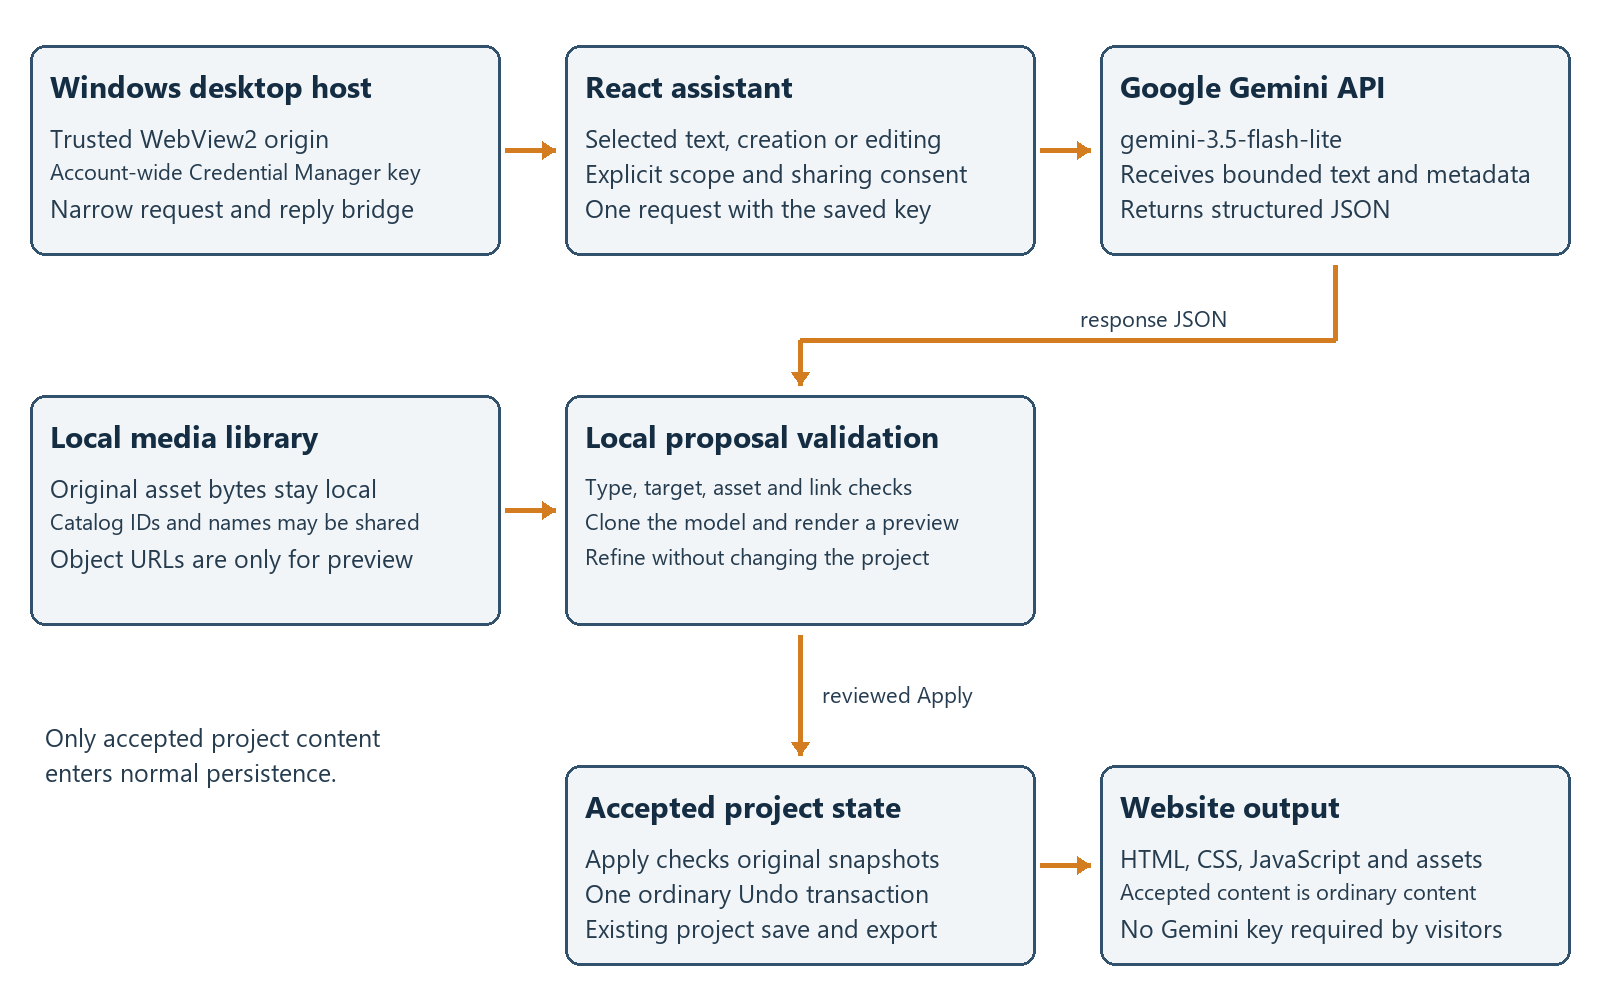 Windows desktop host
Trusted WebView2 origin
Account-wide Credential Manager key
Narrow request and reply bridge
React assistant
Selected text, creation or editing
Explicit scope and sharing consent
One request with the saved key
Google Gemini API
gemini-3.5-flash-lite
Receives bounded text and metadata
Returns structured JSON
response JSON
Local media library
Original asset bytes stay local
Catalog IDs and names may be shared
Object URLs are only for preview
Local proposal validation
Type, target, asset and link checks
Clone the model and render a preview
Refine without changing the project
reviewed Apply
Only accepted project content
enters normal persistence.
Accepted project state
Apply checks original snapshots
One ordinary Undo transaction
Existing project save and export
Website output
HTML, CSS, JavaScript and assets
Accepted content is ordinary content
No Gemini key required by visitors